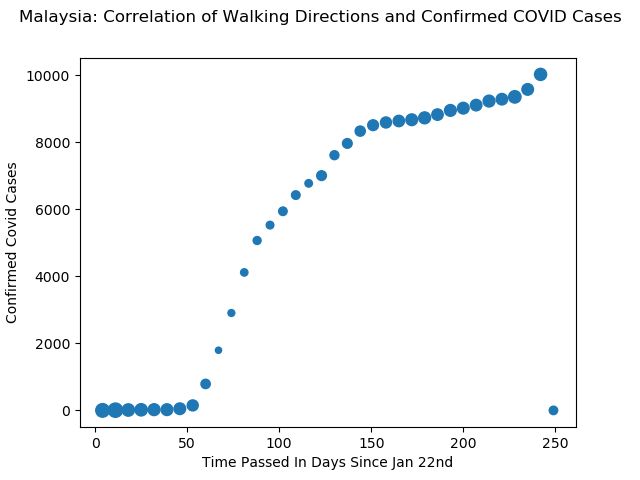 Malaysia: Correlation of Walking Directions and Confirmed COVID Cases
10000
8000
6000
4000
2000
0
Confirmed Covid Cases
0 50 100 150 200 250
Time Passed In Days Since Jan 22nd